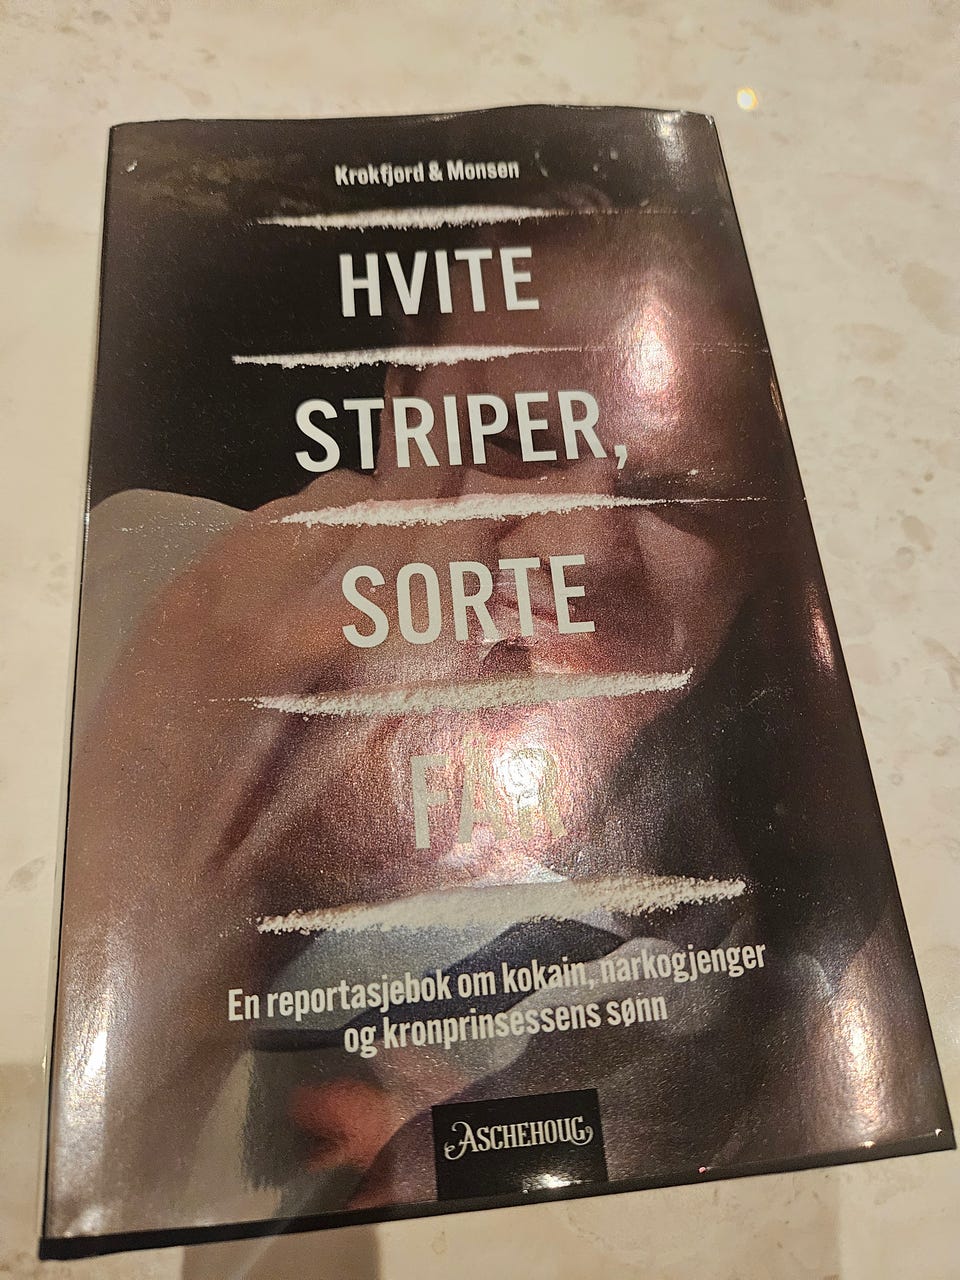 Krokfjord & Monsen
HVITE
STRIPER,
SORTE
FÅR
En reportasjebok om kokain, narkogjenger
og kronprinsessens sønn
ASCHEHOUG